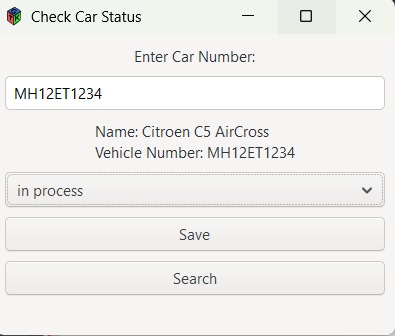 Check Car Status
Enter Car Number:
MH12ET1234
Name: Citroen C5 AirCross
Vehicle Number: MH12ET1234
in process
Save
Search